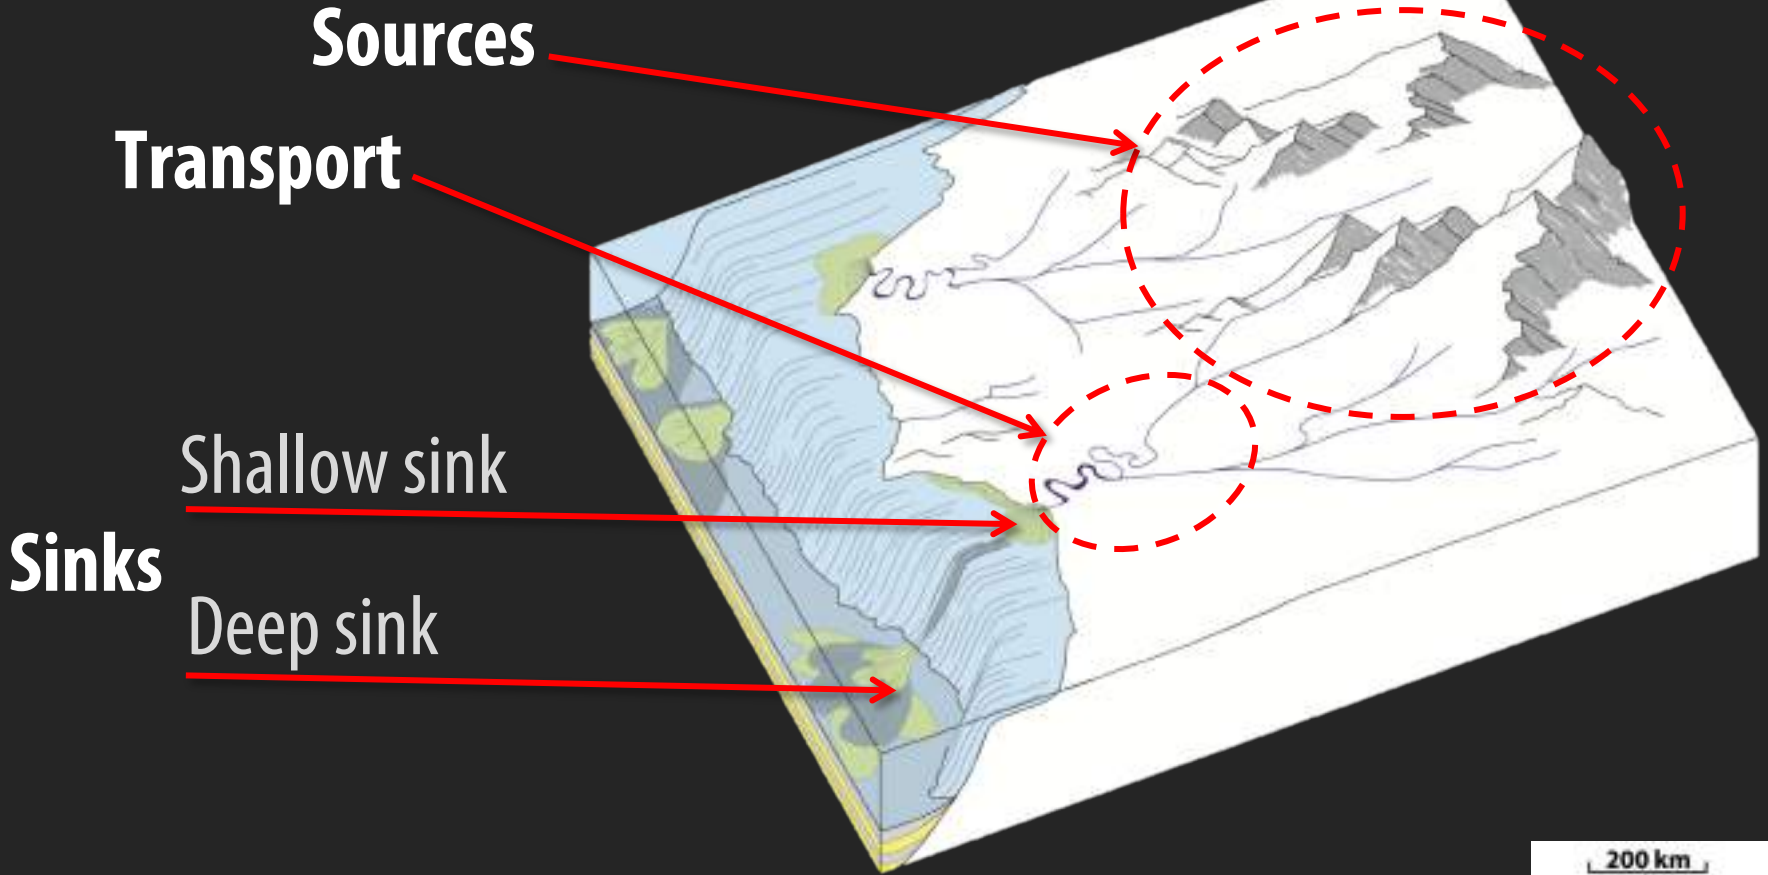 Sources
Transport
Shallow sink
Sinks
Deep sink
200 km